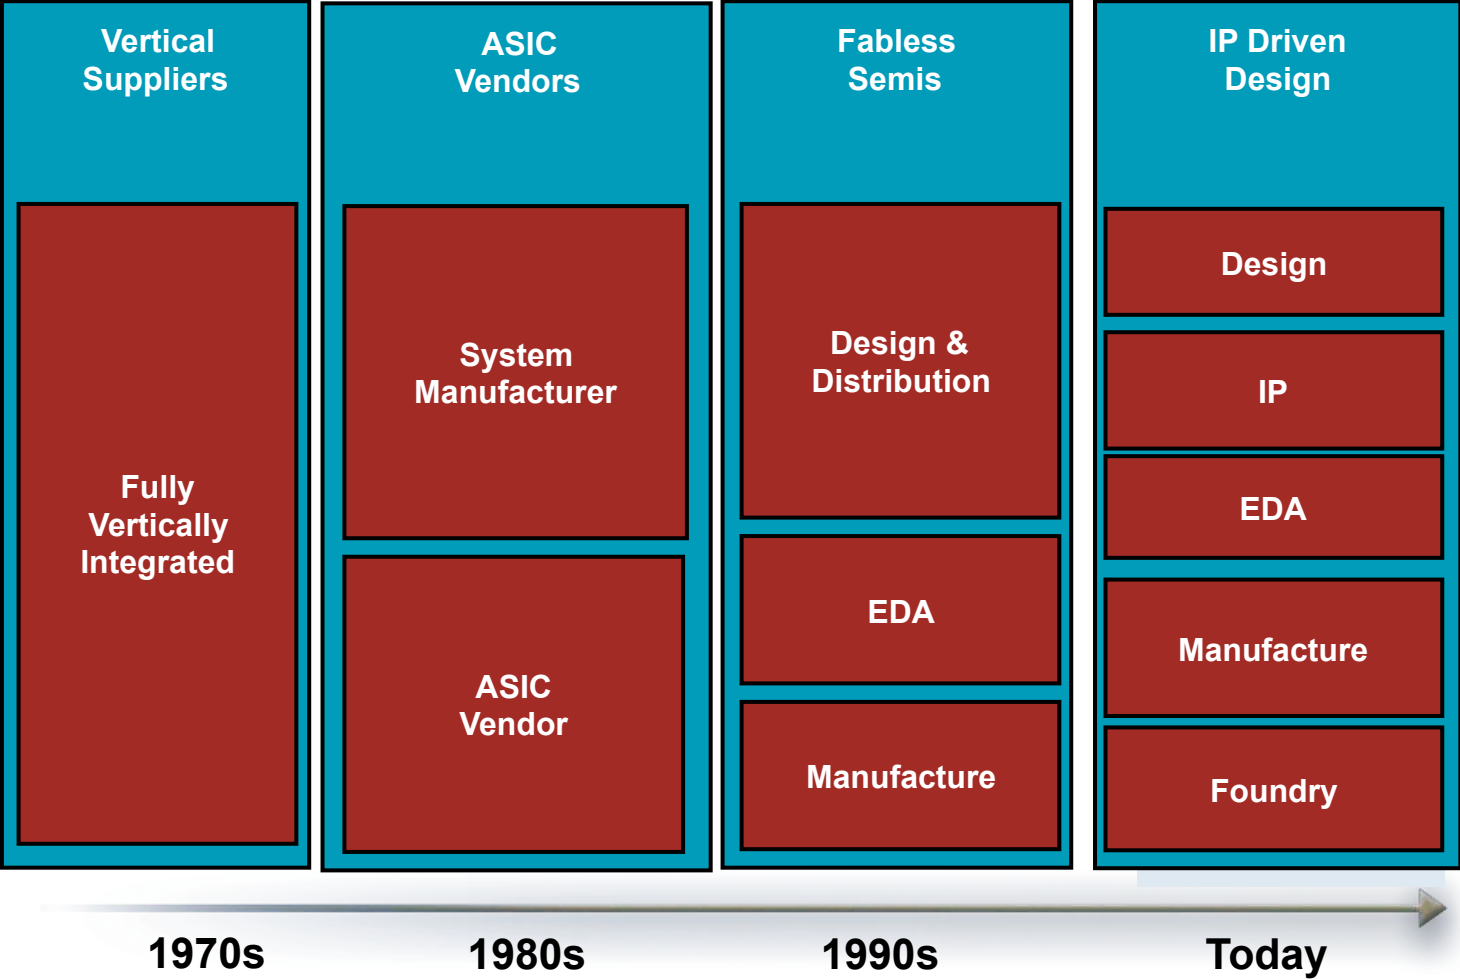 Vertical
Suppliers
Fully
Vertically
Integrated
ASIC
Vendors
System
Manufacturer
ASIC
Vendor
Fabless
Semis
Design &
Distribution
EDA
Manufacture
IP Driven
Design
Design
IP
EDA
Manufacture
Foundry
1970s
1980s
1990s
Today